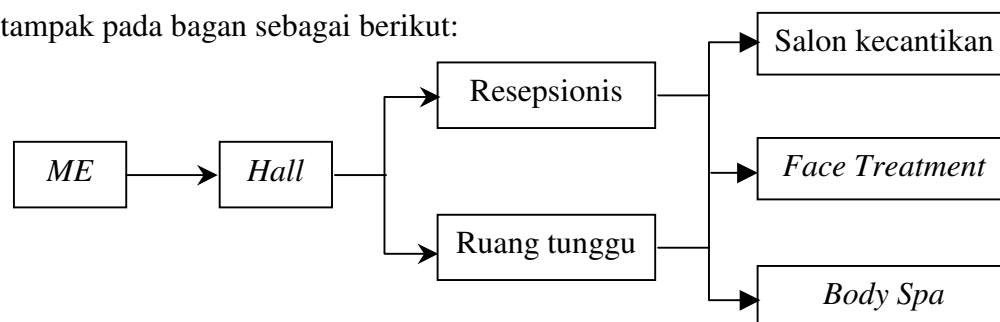 tampak pada bagan sebagai berikut:
Salon kecantikan
Resepsionis
ME
Hall
Face Treatment
Ruang tunggu
Body Spa